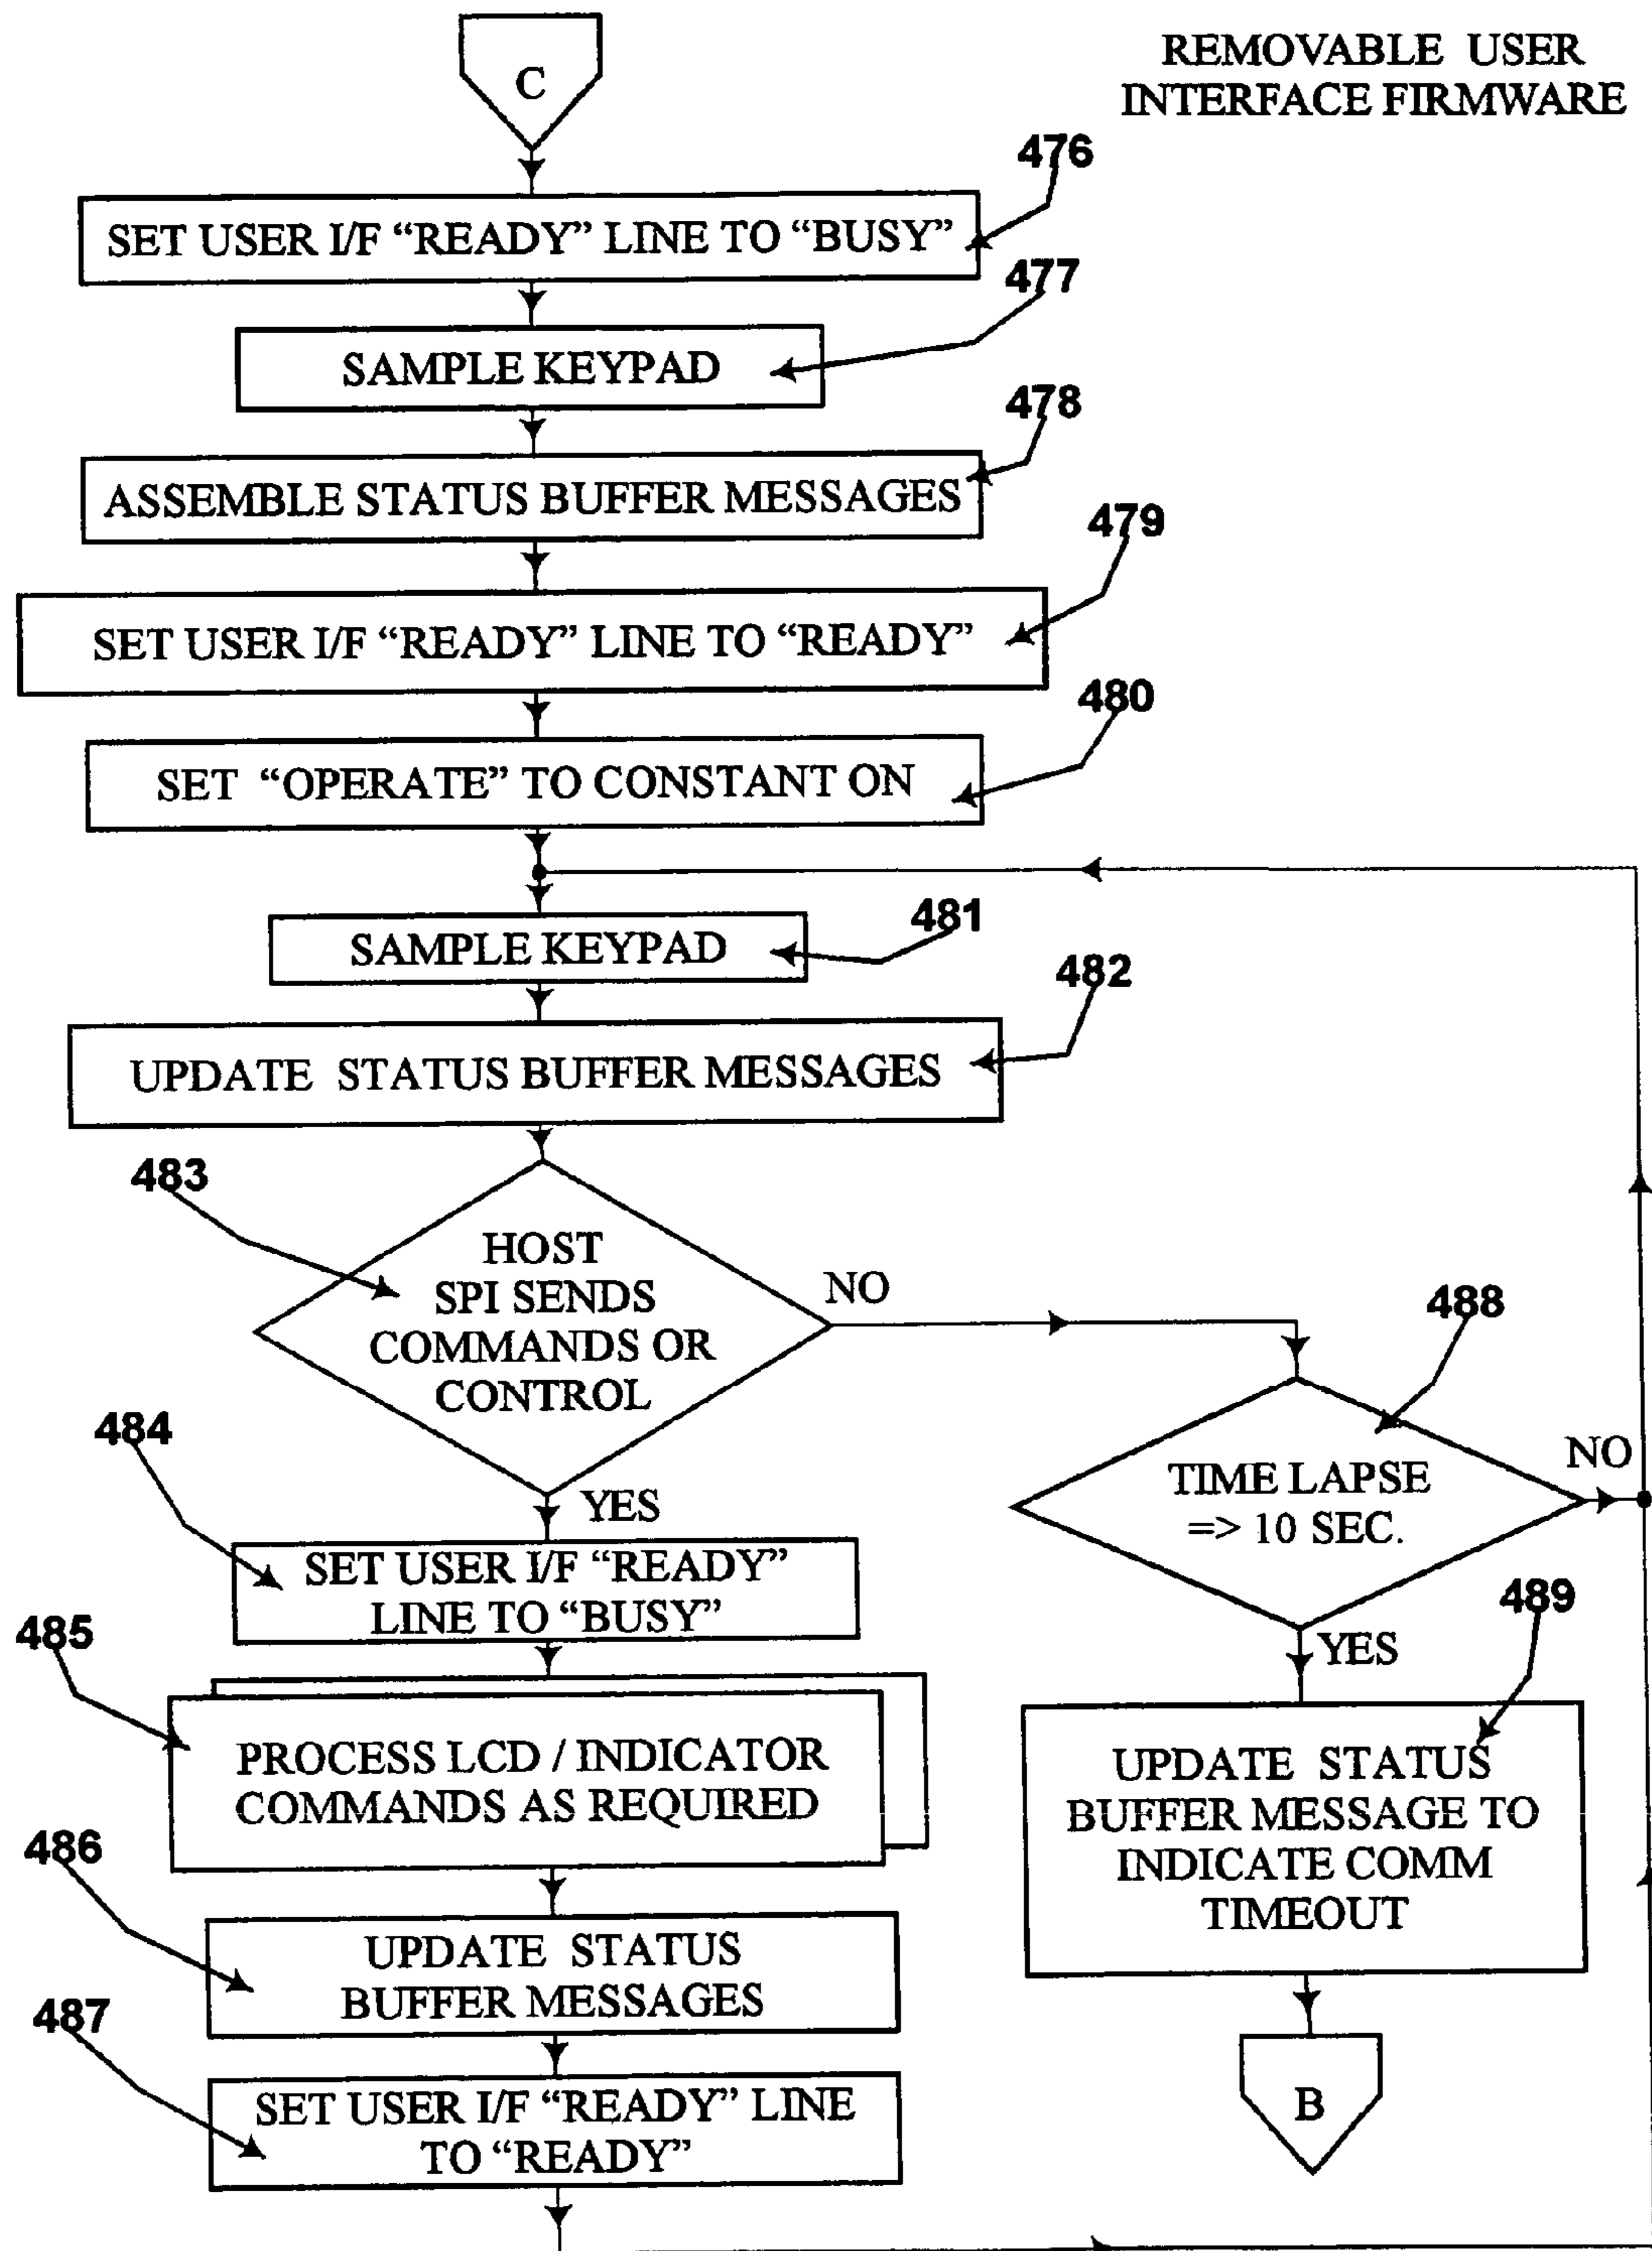 C
REMOVABLE USER
INTERFACE FIRMWARE
476
SET USER I/F “READY” LINE TO “BUSY”
477
SAMPLE KEYPAD
478
ASSEMBLE STATUS BUFFER MESSAGES
479
SET USER I/F “READY” LINE TO “READY”
480
SET “OPERATE” TO CONSTANT ON
481
SAMPLE KEYPAD
482
UPDATE STATUS BUFFER MESSAGES
483
HOST
SPI SENDS
COMMANDS OR
CONTROL
NO
YES
484
SET USER I/F “READY”
LINE TO “BUSY”
485
PROCESS LCD / INDICATOR
COMMANDS AS REQUIRED
486
UPDATE STATUS
BUFFER MESSAGES
487
SET USER I/F “READY” LINE
TO “READY”
488
TIME LAPSE
=> 10 SEC.
NO
YES
489
UPDATE STATUS
BUFFER MESSAGE TO
INDICATE COMM
TIMEOUT
B